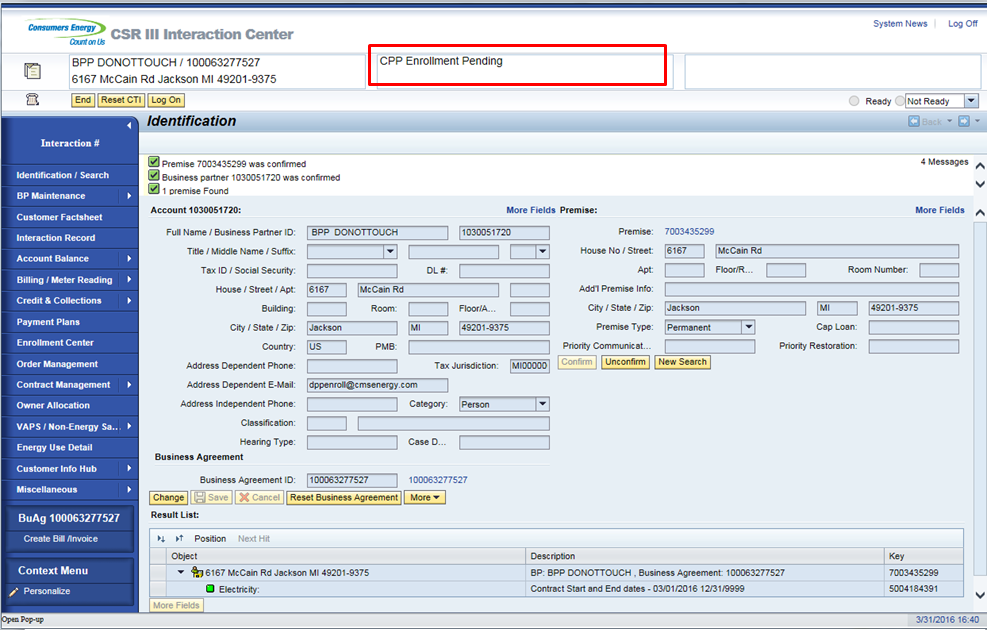 Consumers Energy
Count on Us
CSR III Interaction Center
System News | Log Off
BPP DONOTTOUCH / 100063277527
6167 McCain Rd Jackson MI 49201-9375
CPP Enrollment Pending
End Reset CTI Log On
Ready Not Ready
Identification
Back
Interaction #
Identification / Search
BP Maintenance
Customer Factsheet
Interaction Record
Account Balance
Billing / Meter Reading
Credit & Collections
Payment Plans
Enrollment Center
Order Management
Contract Management
Owner Allocation
VAPS / Non-Energy Sa...
Energy Use Detail
Customer Info Hub
Miscellaneous
BuAg 100063277527
Create Bill /Invoice
Context Menu
Personalize
Premise 7003435299 was confirmed
Business partner 1030051720 was confirmed
1 premise Found
4 Messages
Account 1030051720: More Fields
Full Name / Business Partner ID: BPP DONOTTOUCH 1030051720
Title / Middle Name / Suffix:
Tax ID / Social Security: DL #:
House / Street / Apt: 6167 McCain Rd
Building: Room: Floor/A...
City / State / Zip: Jackson MI 49201-9375
Country: US PMB:
Address Dependent Phone: Tax Jurisdiction: MI00000
Address Dependent E-Mail: dppenroll@cmsenergy.com
Address Independent Phone: Category: Person
Classification:
Hearing Type: Case D...
Premise: More Fields
Premise: 7003435299
House No / Street: 6167 McCain Rd
Apt: Floor/R... Room Number:
Add'l Premise Info:
City / State / Zip: Jackson MI 49201-9375
Premise Type: Permanent Cap Loan:
Priority Communicat... Priority Restoration:
Confirm Unconfirm New Search
Business Agreement
Business Agreement ID: 100063277527 100063277527
Change Save Cancel Reset Business Agreement More
Result List:
Position Next Hit
Object Description Key
6167 McCain Rd Jackson MI 49201-9375 BP: BPP DONOTTOUCH , Business Agreement: 100063277527 7003435299
Electricity: Contract Start and End dates - 03/01/2016 12/31/9999 5004184391
More Fields
Open Pop-up
3/31/2016 16:40